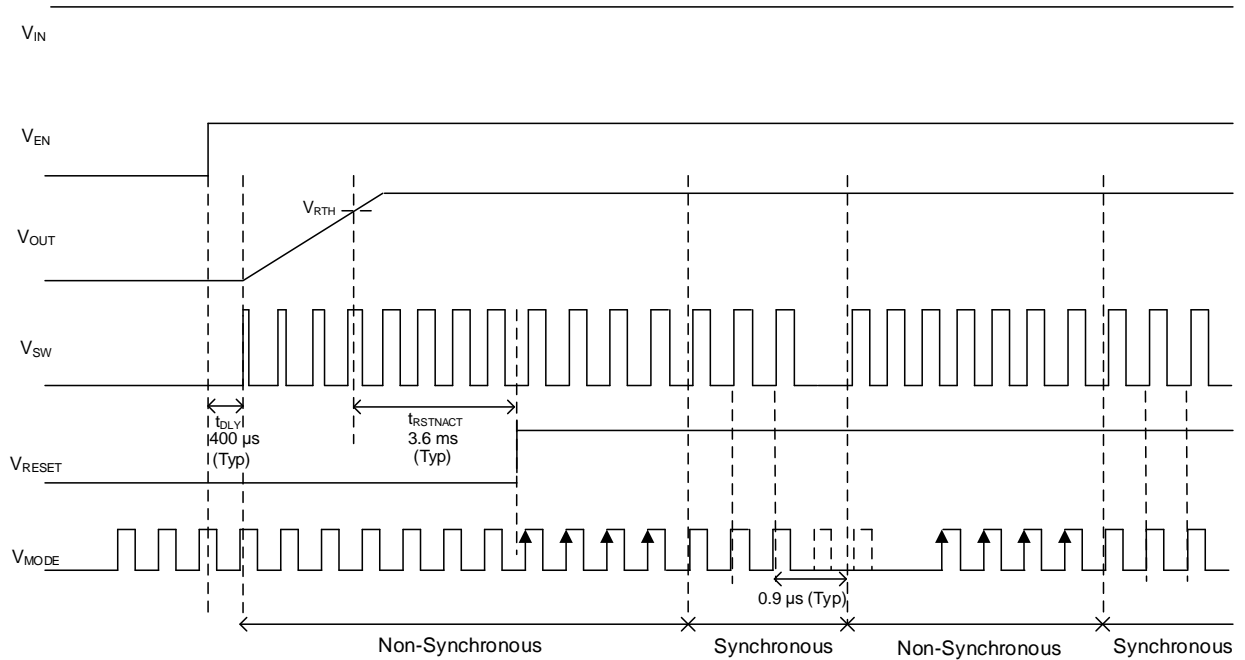 VIN
VEN
VRTH
VOUT
VSW
tDLY
400 µs
(Typ)
tRSTNACT
3.6 ms
(Typ)
VRESET
VMODE
0.9 µs (Typ)
Non-Synchronous
Synchronous
Non-Synchronous
Synchronous